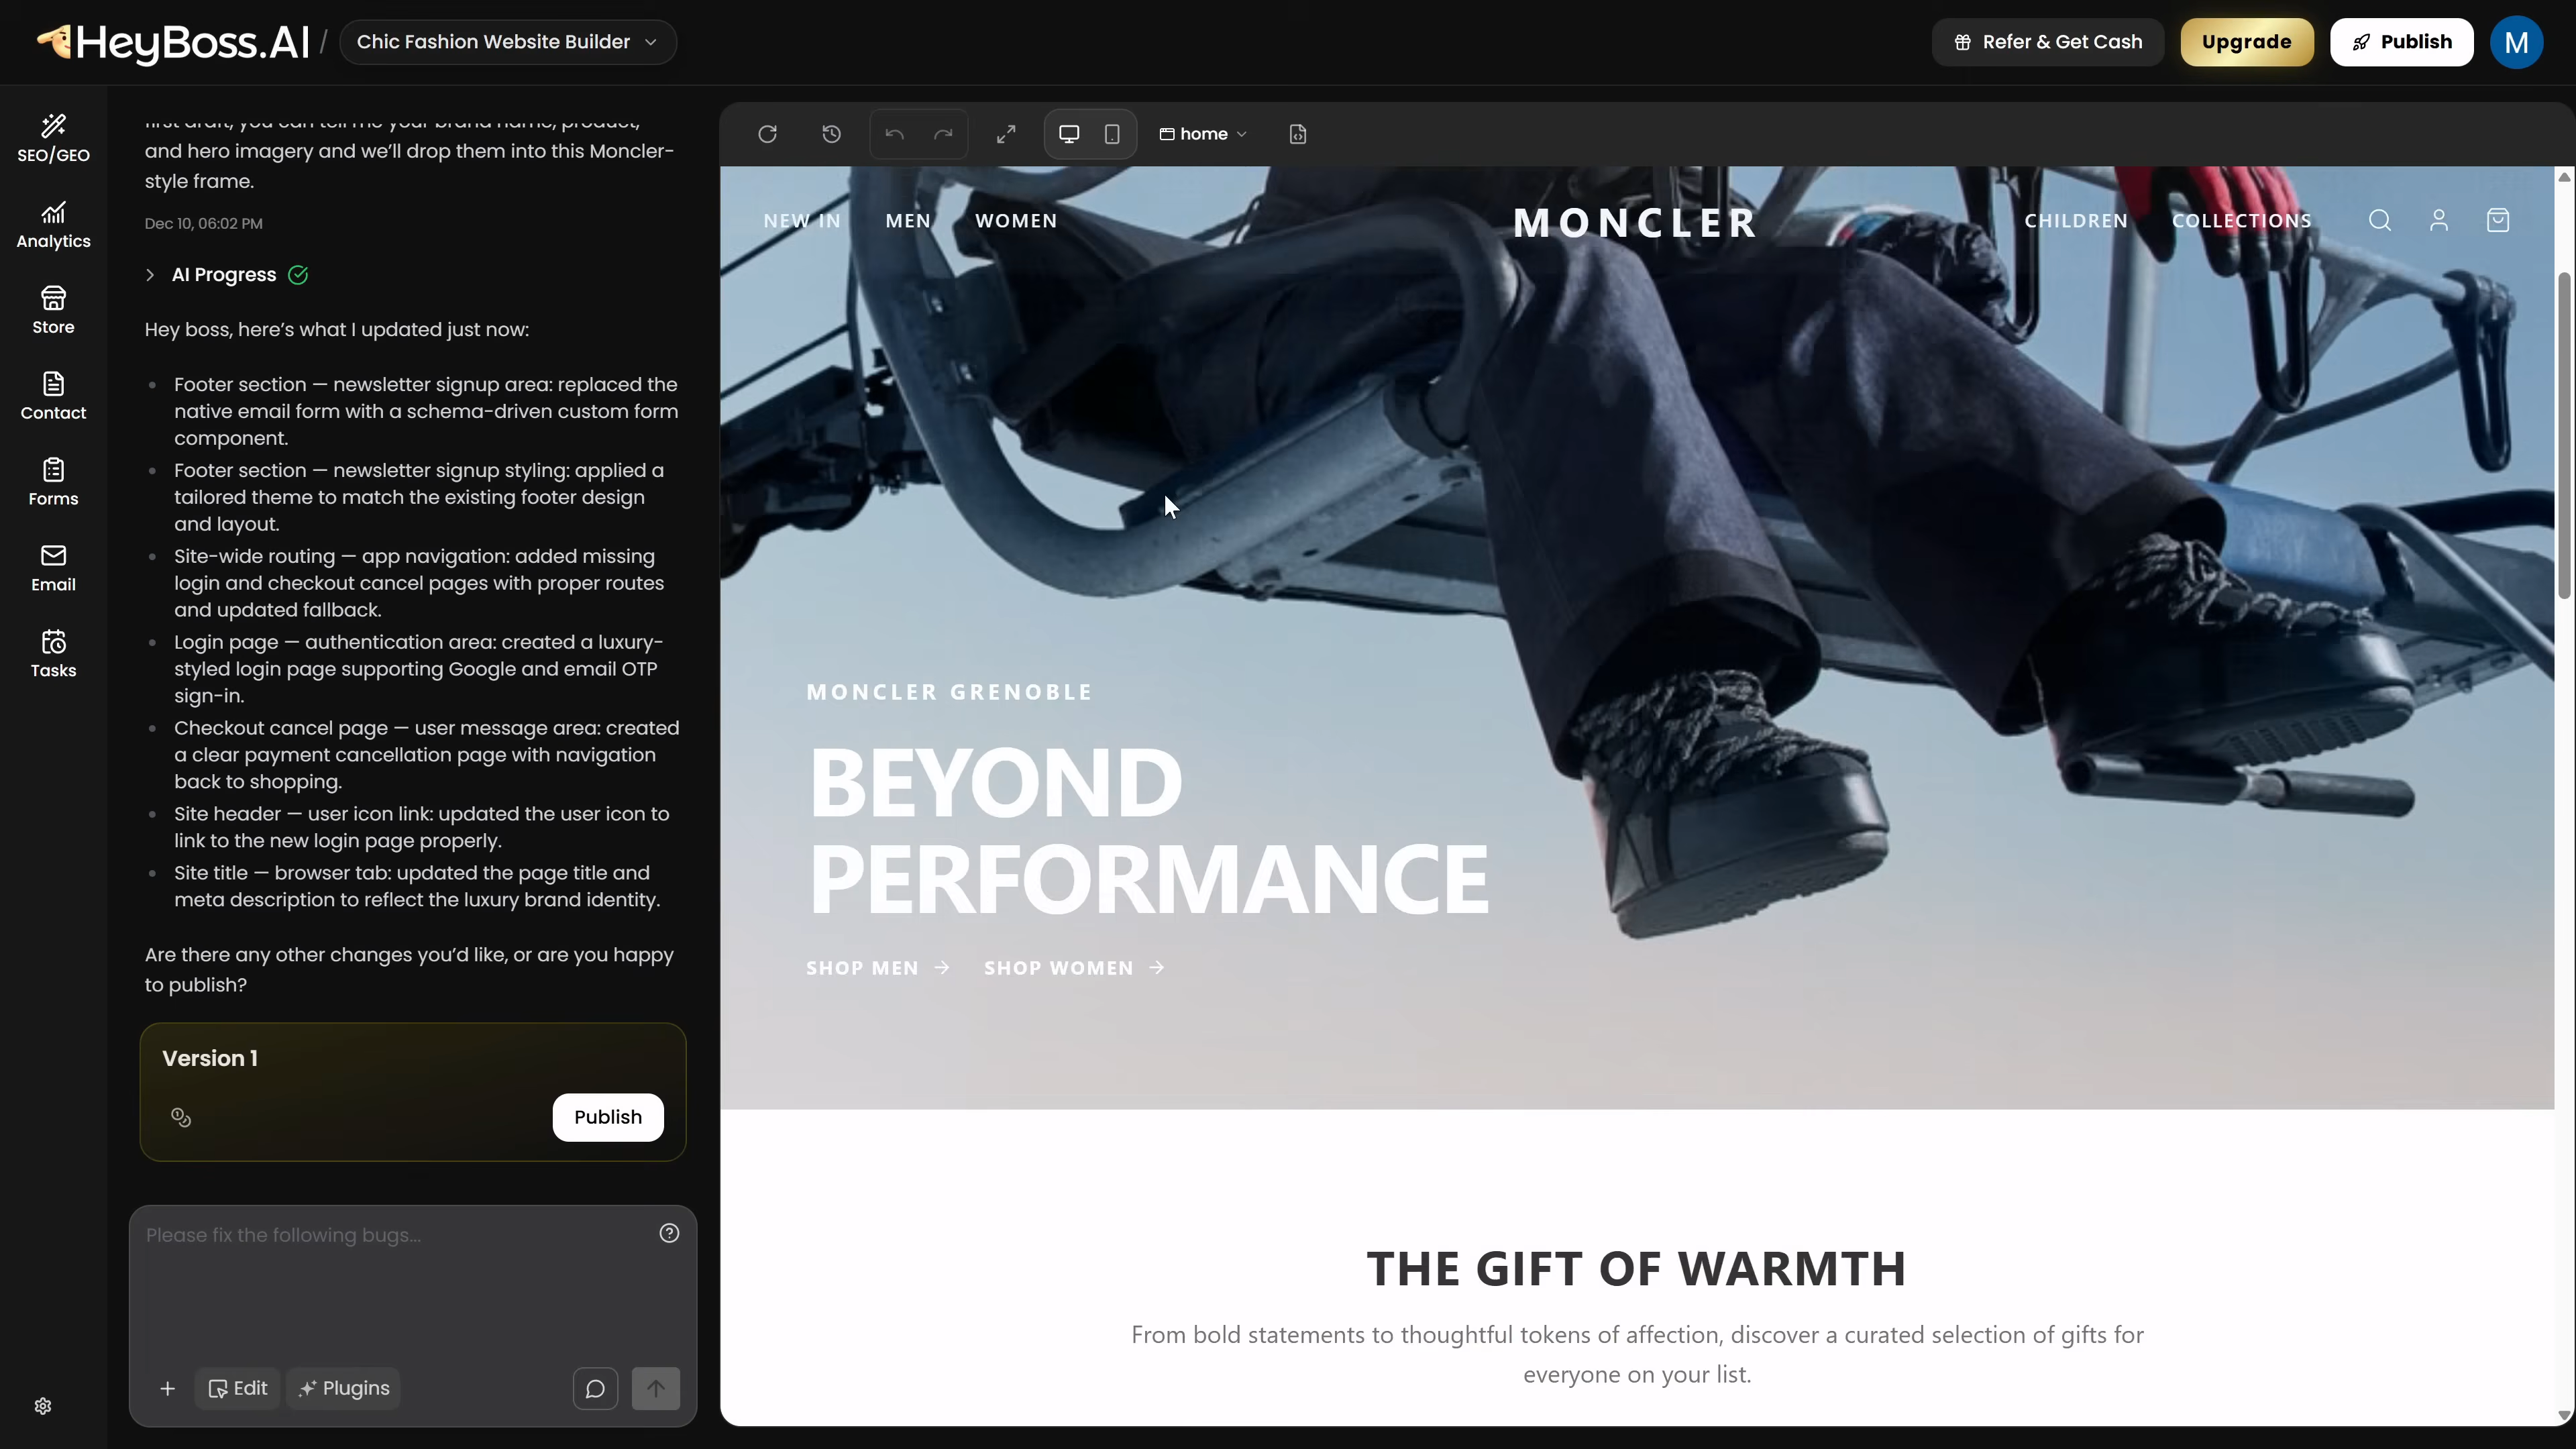 HeyBoss.AI / Chic Fashion Website Builder
Refer & Get Cash
Upgrade
Publish
M
SEO/GEO
Analytics
Store
Contact
Forms
Email
Tasks
first draft, you can tell me your brand name, product,
and hero imagery and we’ll drop them into this Moncler-
style frame.
Dec 10, 06:02 PM
AI Progress
Hey boss, here’s what I updated just now:
Footer section — newsletter signup area: replaced the
native email form with a schema-driven custom form
component.
Footer section — newsletter signup styling: applied a
tailored theme to match the existing footer design
and layout.
Site-wide routing — app navigation: added missing
login and checkout cancel pages with proper routes
and updated fallback.
Login page — authentication area: created a luxury-
styled login page supporting Google and email OTP
sign-in.
Checkout cancel page — user message area: created
a clear payment cancellation page with navigation
back to shopping.
Site header — user icon link: updated the user icon to
link to the new login page properly.
Site title — browser tab: updated the page title and
meta description to reflect the luxury brand identity.
Are there any other changes you’d like, or are you happy
to publish?
Version 1
Publish
Please fix the following bugs...
Edit
Plugins
home
NEW IN
MEN
WOMEN
MONCLER
CHILDREN
COLLECTIONS
MONCLER GRENOBLE
BEYOND
PERFORMANCE
SHOP MEN
SHOP WOMEN
THE GIFT OF WARMTH
From bold statements to thoughtful tokens of affection, discover a curated selection of gifts for
everyone on your list.